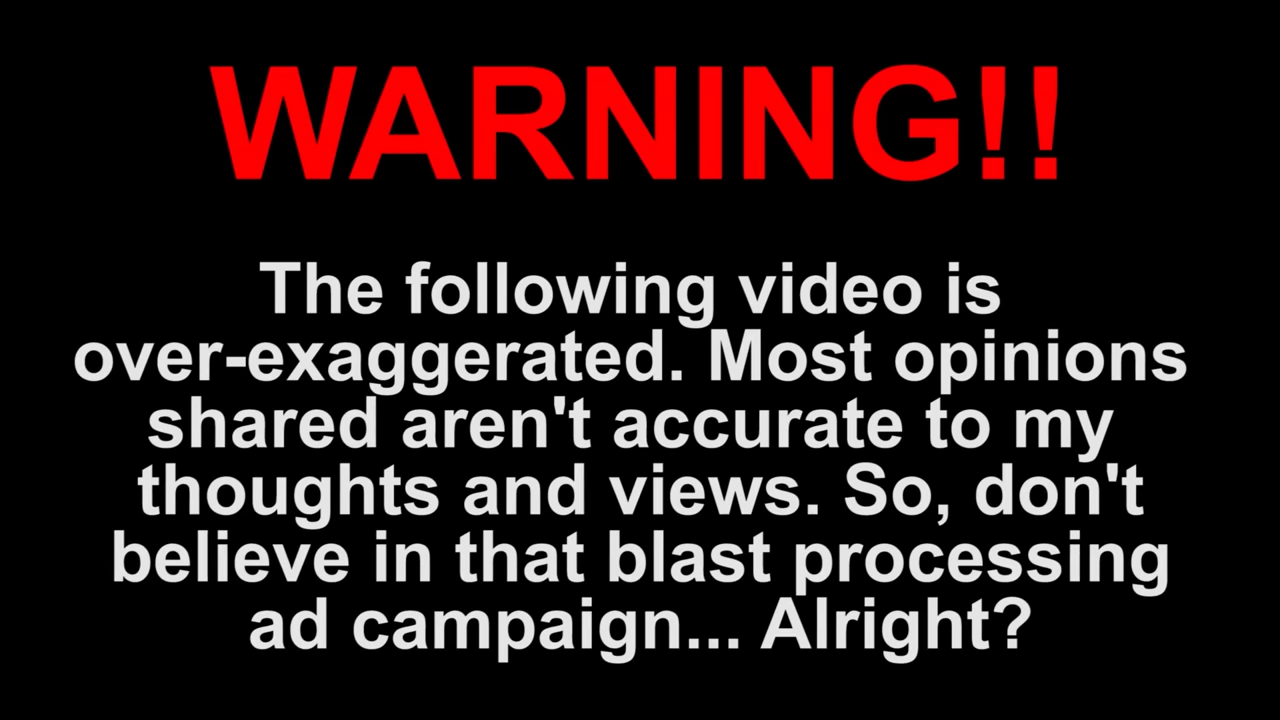 WARNING!!
The following video is
over-exaggerated. Most opinions
shared aren't accurate to my
thoughts and views. So, don't
believe in that blast processing
ad campaign... Alright?